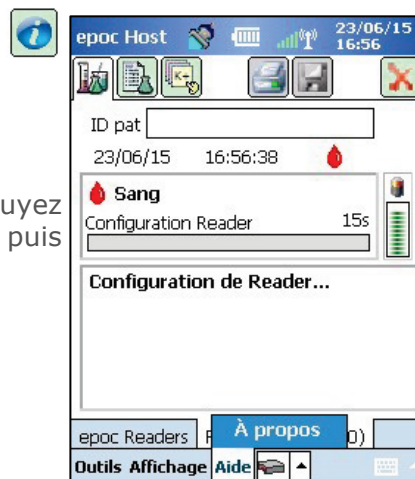 epoc Host 23/06/15
16:56
K+
ID pat
23/06/15 16:56:38
Sang
Configuration Reader 15s
uyez
puis
Configuration de Reader...
À propos
epoc Readers
Outils Affichage Aide